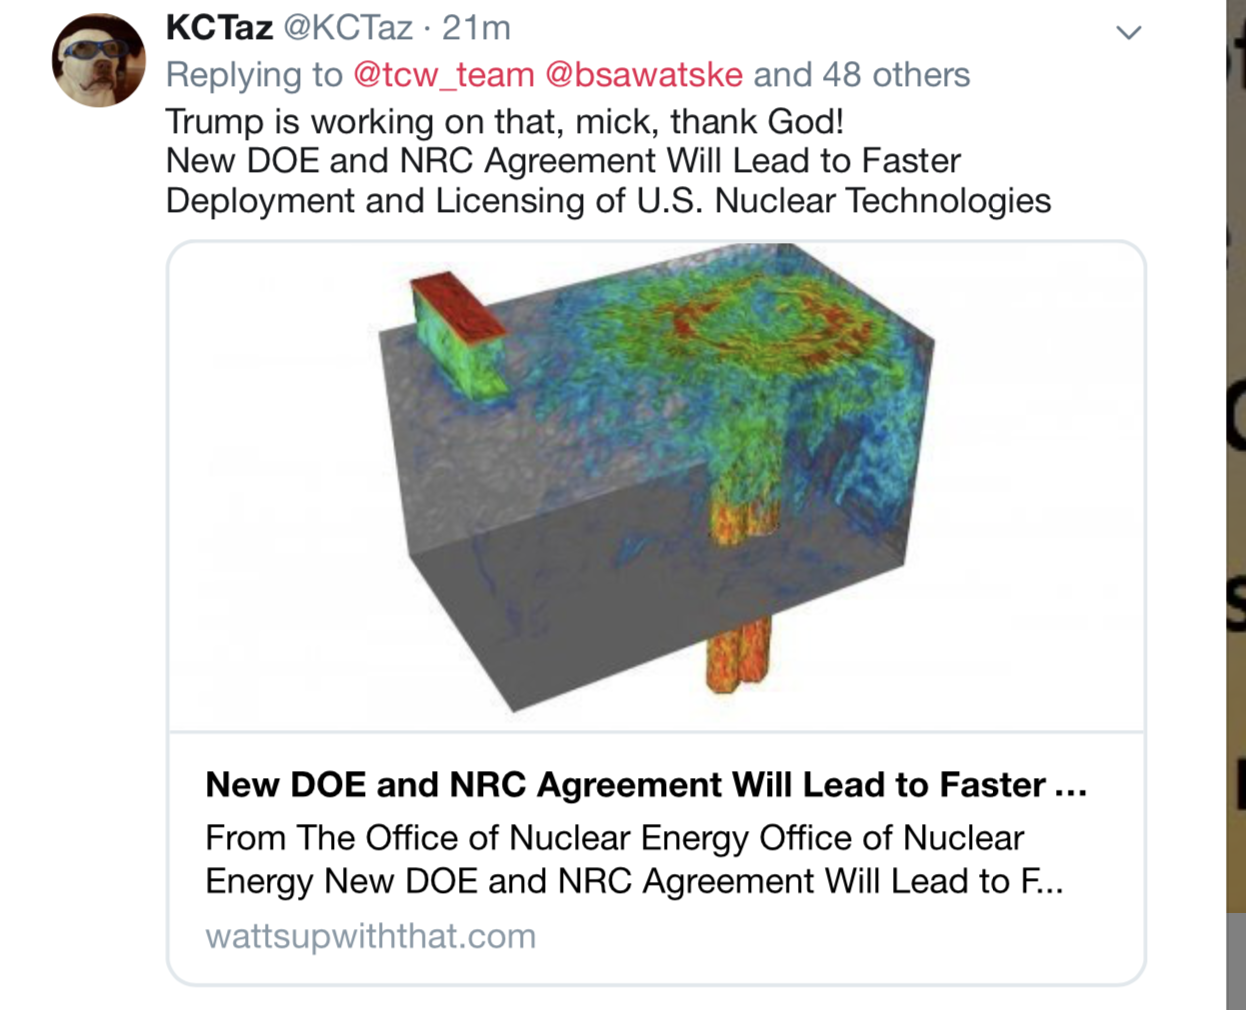 KCTaz @KCTaz · 21m
Replying to @tcw_team @bsawatske and 48 others
Trump is working on that, mick, thank God!
New DOE and NRC Agreement Will Lead to Faster
Deployment and Licensing of U.S. Nuclear Technologies
New DOE and NRC Agreement Will Lead to Faster ...
From The Office of Nuclear Energy Office of Nuclear
Energy New DOE and NRC Agreement Will Lead to F...
wattsupwiththat.com